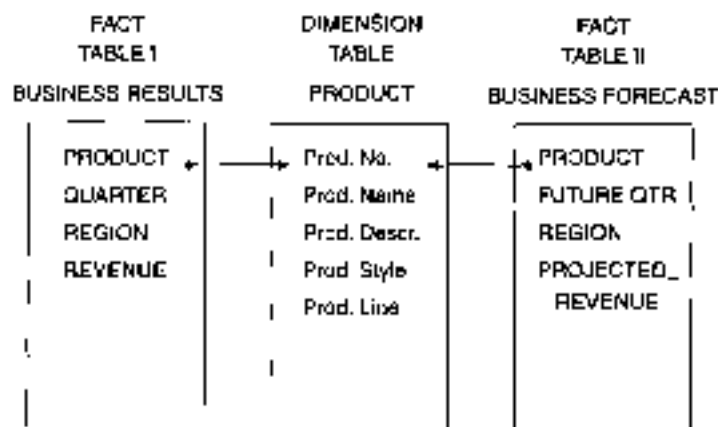 FACT
TABLE I
BUSINESS RESULTS
PRODUCT
QUARTER
REGION
REVENUE
DIMENSION
TABLE
PRODUCT
Prod. No.
Prod. Name
Prod. Descr.
Prod. Style
Prod. Line
FACT
TABLE II
BUSINESS FORECAST
PRODUCT
FUTURE QTR
REGION
PROJECTED_
REVENUE